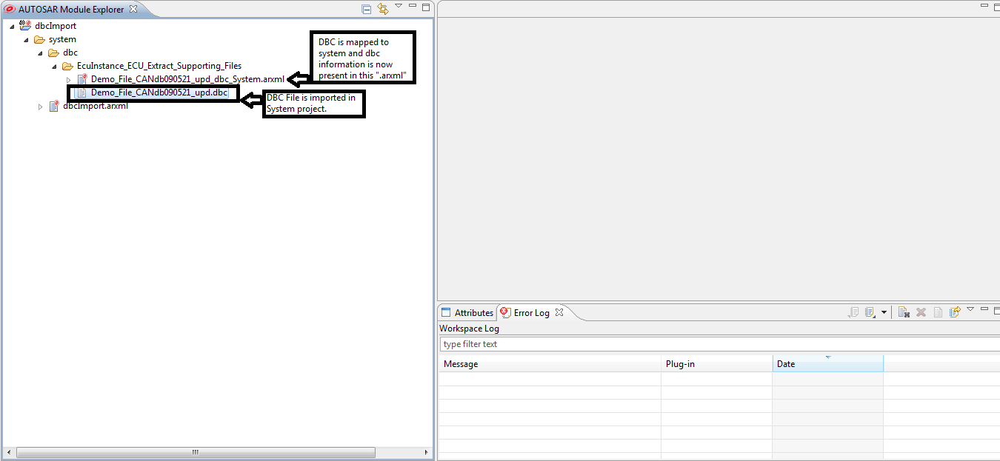 AUTOSAR Module Explorer
dbcImport
system
dbc
EcuInstance_ECU_Extract_Supporting_Files
Demo_File_CANdb090521_upd_dbc_System.arxml
Demo_File_CANdb090521_upd.dbc
dbcImport.arxml
DBC is mapped to
system and dbc
information is now
present in this ".arxml"
DBC File is imported in
System project.
Attributes
Error Log
Workspace Log
type filter text
Message
Plug-in
Date